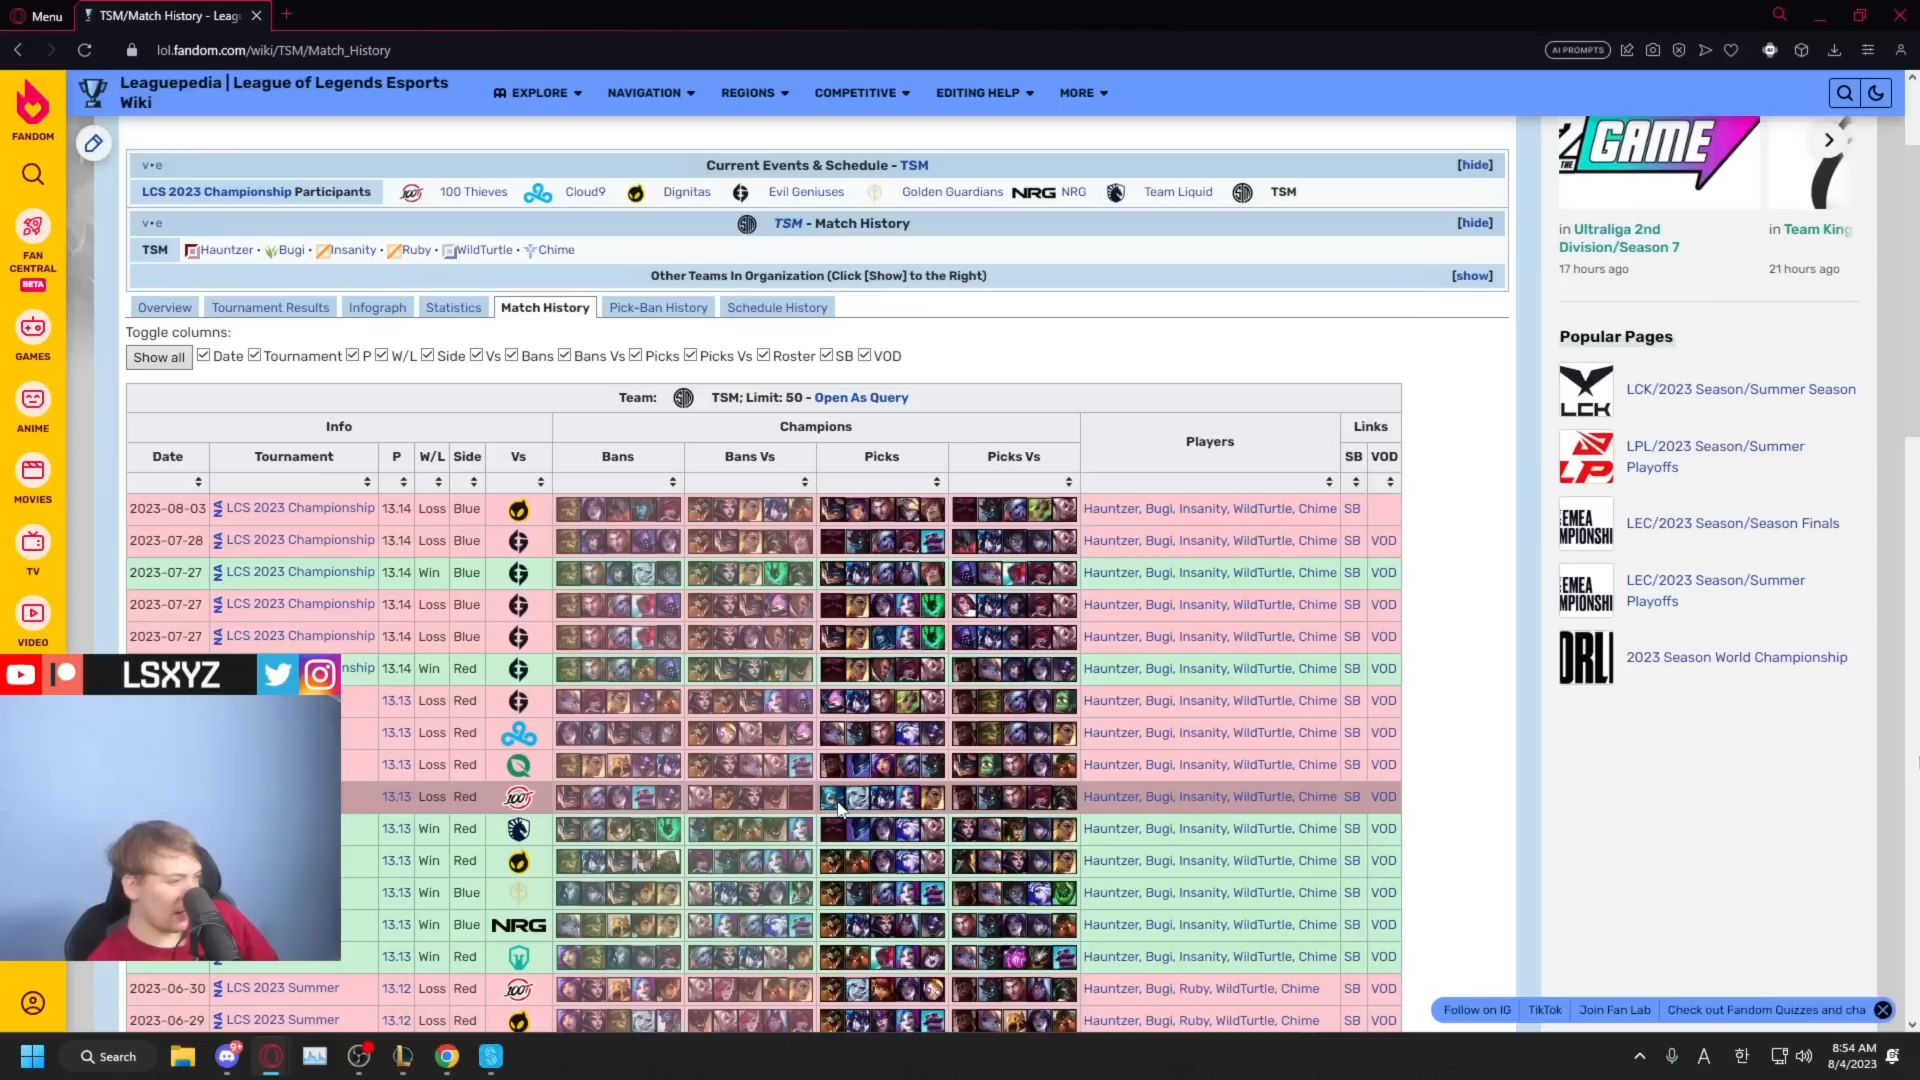 Menu
TSM/Match History - Leag
lol.fandom.com/wiki/TSM/Match_History
AI PROMPTS
FANDOM
FAN CENTRAL
BETA
GAMES
ANIME
MOVIES
TV
VIDEO
Leaguepedia | League of Legends Esports
Wiki
EXPLORE
NAVIGATION
REGIONS
COMPETITIVE
EDITING HELP
MORE
v•e
Current Events & Schedule - TSM
[hide]
LCS 2023 Championship Participants 100 Thieves Cloud9 Dignitas Evil Geniuses Golden Guardians NRG NRG Team Liquid TSM
v•e
TSM - Match History
[hide]
TSM Hauntzer • Bugi • Insanity • Ruby • WildTurtle • Chime
Other Teams In Organization (Click [Show] to the Right)
[show]
Overview Tournament Results Infograph Statistics Match History Pick-Ban History Schedule History
Toggle columns:
Show all Date Tournament P W/L Side Vs Bans Bans Vs Picks Picks Vs Roster SB VOD
Team: TSM; Limit: 50 - Open As Query
Info Champions Players Links
Date Tournament P W/L Side Vs Bans Bans Vs Picks Picks Vs SB VOD
2023-08-03 NA LCS 2023 Championship 13.14 Loss Blue Hauntzer, Bugi, Insanity, WildTurtle, Chime SB
2023-07-28 NA LCS 2023 Championship 13.14 Loss Blue Hauntzer, Bugi, Insanity, WildTurtle, Chime SB VOD
2023-07-27 NA LCS 2023 Championship 13.14 Win Blue Hauntzer, Bugi, Insanity, WildTurtle, Chime SB VOD
2023-07-27 NA LCS 2023 Championship 13.14 Loss Blue Hauntzer, Bugi, Insanity, WildTurtle, Chime SB VOD
2023-07-27 NA LCS 2023 Championship 13.14 Loss Blue Hauntzer, Bugi, Insanity, WildTurtle, Chime SB VOD
nship 13.14 Win Red Hauntzer, Bugi, Insanity, WildTurtle, Chime SB VOD
13.13 Loss Red Hauntzer, Bugi, Insanity, WildTurtle, Chime SB VOD
13.13 Loss Red Hauntzer, Bugi, Insanity, WildTurtle, Chime SB VOD
13.13 Loss Red Hauntzer, Bugi, Insanity, WildTurtle, Chime SB VOD
13.13 Loss Red 100T Hauntzer, Bugi, Insanity, WildTurtle, Chime SB VOD
13.13 Win Red Hauntzer, Bugi, Insanity, WildTurtle, Chime SB VOD
13.13 Win Red Hauntzer, Bugi, Insanity, WildTurtle, Chime SB VOD
13.13 Win Blue Hauntzer, Bugi, Insanity, WildTurtle, Chime SB VOD
13.13 Win Blue NRG Hauntzer, Bugi, Insanity, WildTurtle, Chime SB VOD
13.13 Win Red Hauntzer, Bugi, Insanity, WildTurtle, Chime SB VOD
2023-06-30 NA LCS 2023 Summer 13.12 Loss Red 100T Hauntzer, Bugi, Ruby, WildTurtle, Chime SB VOD
2023-06-29 NA LCS 2023 Summer 13.12 Loss Red Hauntzer, Bugi, Ruby, WildTurtle, Chime SB VOD
LSXYZ
THE GAME
in Ultraliga 2nd
Division/Season 7
17 hours ago
in Team King
21 hours ago
Popular Pages
LCK
LCK/2023 Season/Summer Season
LPL/2023 Season/Summer
Playoffs
EMEA
MPIONSHI
LEC/2023 Season/Season Finals
EMEA
MPIONSHI
LEC/2023 Season/Summer
Playoffs
ORL
2023 Season World Championship
Follow on IG TikTok Join Fan Lab Check out Fandom Quizzes and cha
Search
9+
A
한
8:54 AM
8/4/2023